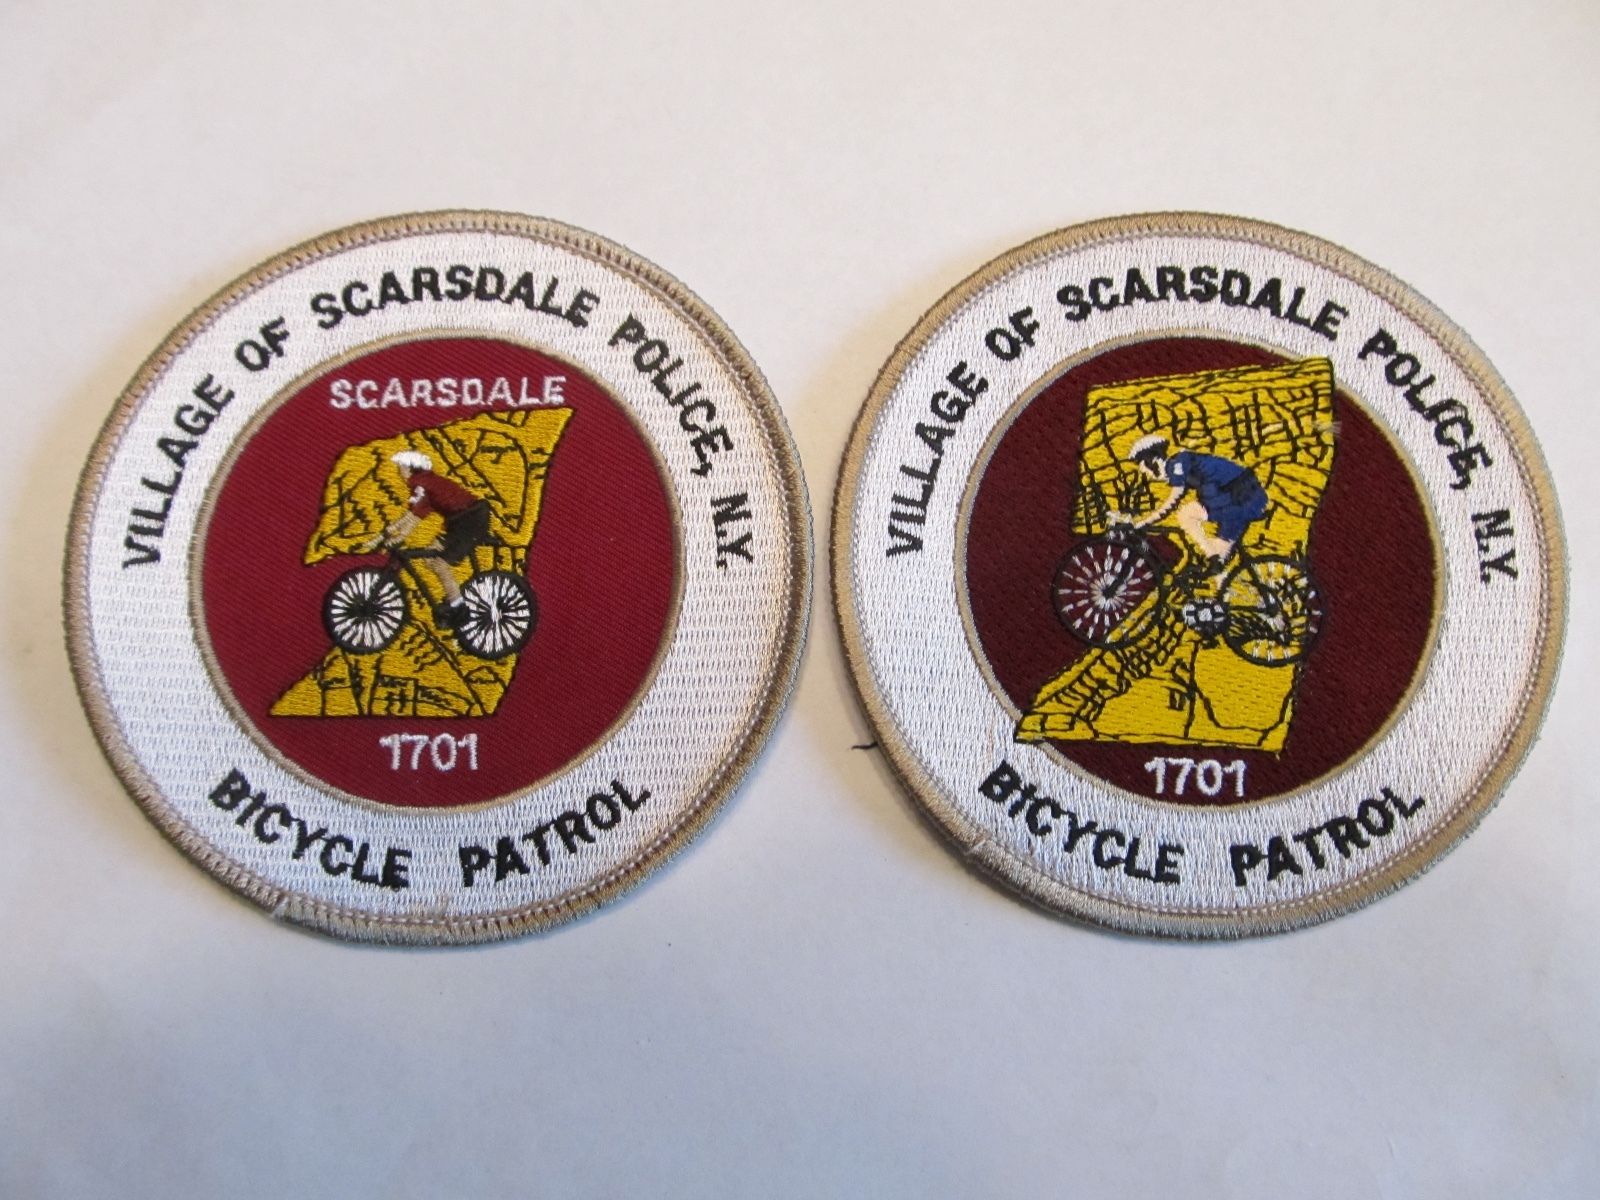 VILLAGE OF SCARSDALE POLICE, N.Y.
SCARSDALE
1701
BICYCLE PATROL
VILLAGE OF SCARSDALE POLICE, N.Y.
1701
BICYCLE PATROL